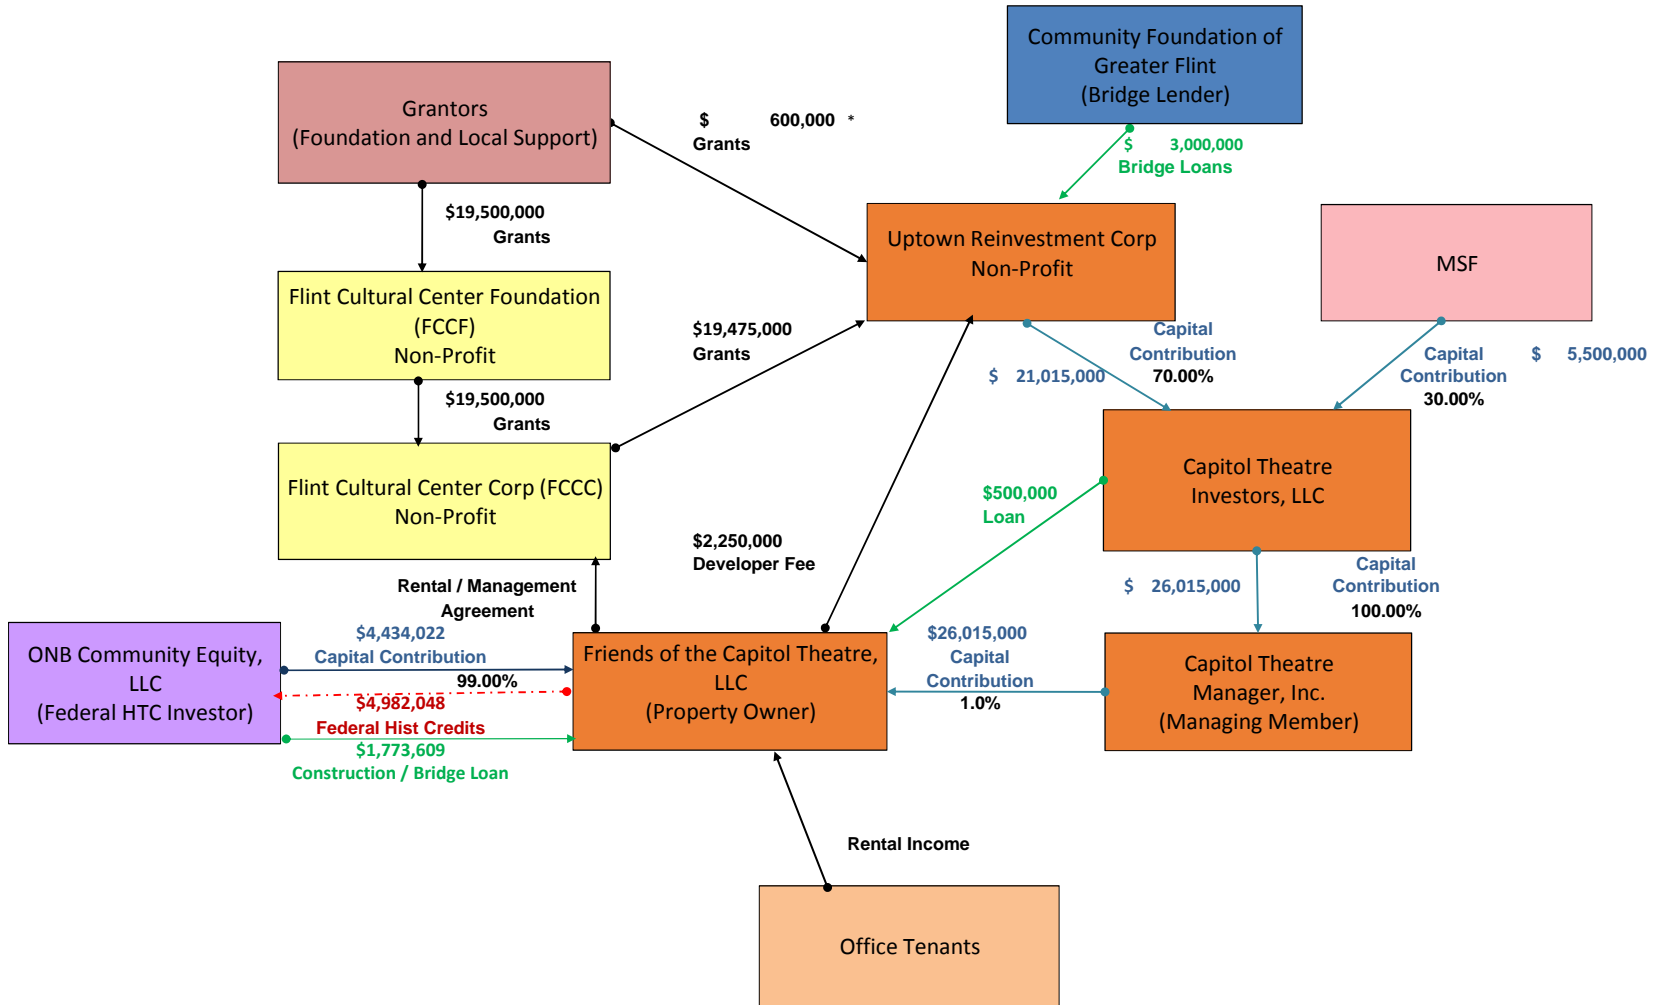 Community Foundation of
Greater Flint
(Bridge Lender)
Grantors
(Foundation and Local Support)
$ 600,000 *
Grants
$ 3,000,000
Bridge Loans
$19,500,000
Grants
Uptown Reinvestment Corp
Non-Profit
MSF
Flint Cultural Center Foundation
(FCCF)
Non-Profit
$19,475,000
Grants
Capital
Contribution
70.00%
$ 21,015,000
Capital
Contribution
30.00%
$ 5,500,000
$19,500,000
Grants
Flint Cultural Center Corp (FCCC)
Non-Profit
Capitol Theatre
Investors, LLC
$500,000
Loan
$2,250,000
Developer Fee
$ 26,015,000
Capital
Contribution
100.00%
Rental / Management
Agreement
ONB Community Equity,
LLC
(Federal HTC Investor)
$4,434,022
Capital Contribution
99.00%
$4,982,048
Federal Hist Credits
$1,773,609
Construction / Bridge Loan
Friends of the Capitol Theatre,
LLC
(Property Owner)
$26,015,000
Capital
Contribution
1.0%
Capitol Theatre
Manager, Inc.
(Managing Member)
Rental Income
Office Tenants